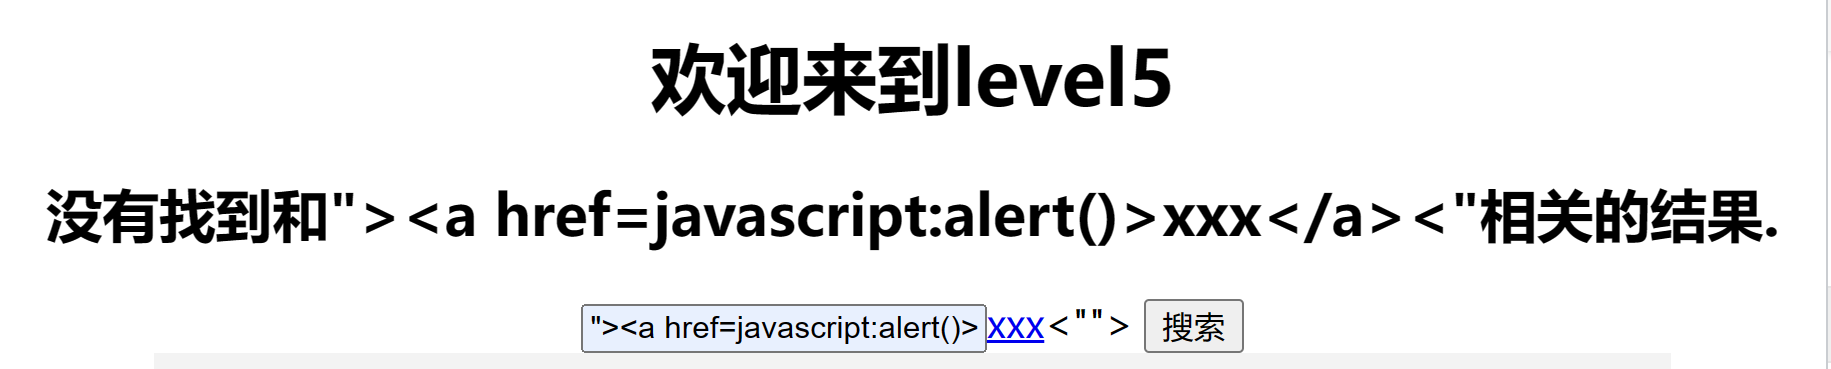 欢迎来到level5
没有找到和"><a href=javascript:alert()>xxx</a><"相关的结果.
"><a href=javascript:alert()>xxx<""> 搜索